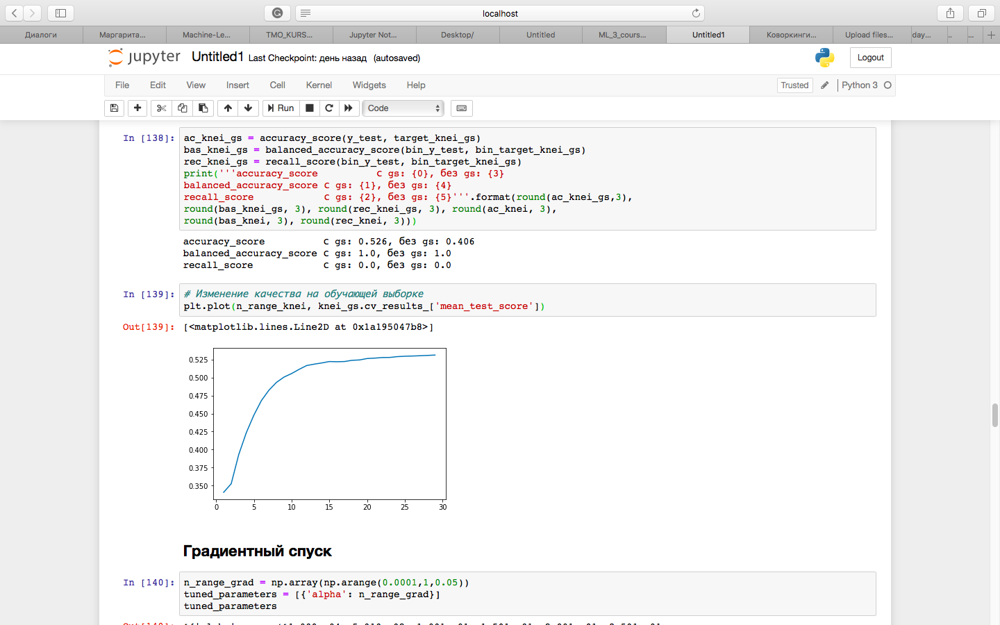 localhost
Диалоги
Маргарита...
Machine-Le...
TMO_KURS...
Jupyter Not...
Desktop/
Untitled
ML_3_cours...
Untitled1
Коворкинги...
Upload files...
day...
..
...
jupyter Untitled1 Last Checkpoint: день назад (autosaved)
Logout
File Edit View Insert Cell Kernel Widgets Help
Trusted
Python 3
Run
Code
In [138]: ac_knei_gs = accuracy_score(y_test, target_knei_gs)
bas_knei_gs = balanced_accuracy_score(bin_y_test, bin_target_knei_gs)
rec_knei_gs = recall_score(bin_y_test, bin_target_knei_gs)
print('''accuracy_score          с gs: {0}, без gs: {3}
balanced_accuracy_score с gs: {1}, без gs: {4}
recall_score            с gs: {2}, без gs: {5}'''.format(round(ac_knei_gs,3),
round(bas_knei_gs, 3), round(rec_knei_gs, 3), round(ac_knei, 3),
round(bas_knei, 3), round(rec_knei, 3)))
accuracy_score          с gs: 0.526, без gs: 0.406
balanced_accuracy_score с gs: 1.0, без gs: 1.0
recall_score            с gs: 0.0, без gs: 0.0
In [139]: # Изменение качества на обучающей выборке
plt.plot(n_range_knei, knei_gs.cv_results_['mean_test_score'])
Out[139]: [<matplotlib.lines.Line2D at 0x1a195047b8>]
0.525
0.500
0.475
0.450
0.425
0.400
0.375
0.350
0 5 10 15 20 25 30
Градиентный спуск
In [140]: n_range_grad = np.array(np.arange(0.0001,1,0.05))
tuned_parameters = [{'alpha': n_range_grad}]
tuned_parameters